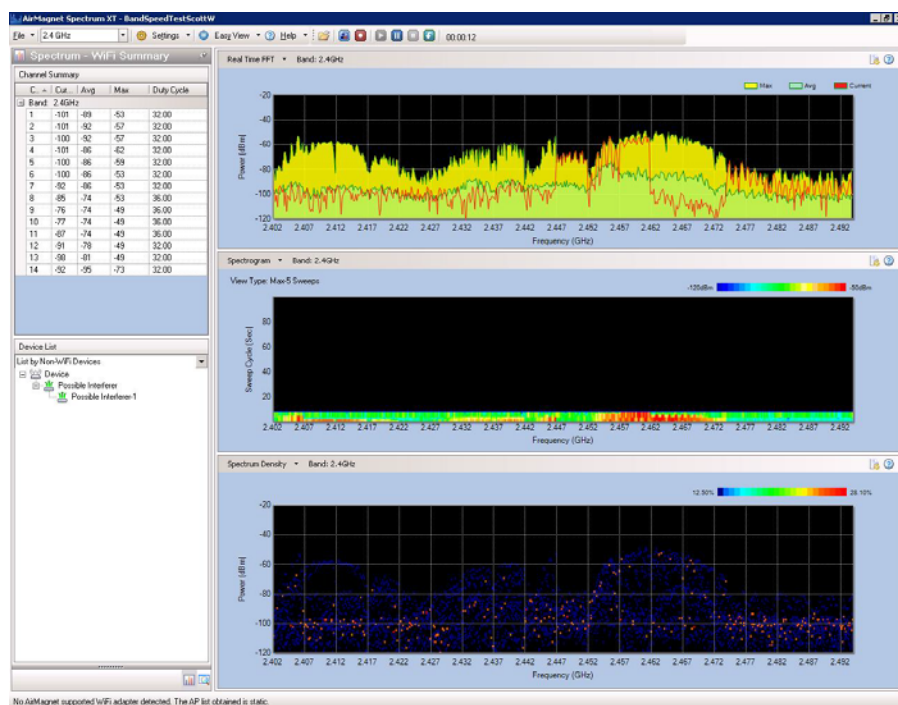 AirMagnet Spectrum XT - BandSpeedTestScottW
File 2.4 GHz Settings Easy View Help 00:00:12
Spectrum - WiFi Summary
Channel Summary
C... Cur... Avg Max Duty Cycle
Band: 2.4GHz
1 -101 -89 -53 32.00
2 -101 -92 -57 32.00
3 -100 -92 -57 32.00
4 -101 -86 -62 32.00
5 -100 -86 -59 32.00
6 -100 -86 -53 32.00
7 -92 -86 -53 32.00
8 -85 -74 -53 36.00
9 -76 -74 -49 36.00
10 -77 -74 -49 36.00
11 -87 -74 -49 36.00
12 -91 -78 -49 32.00
13 -98 -81 -49 32.00
14 -92 -95 -73 32.00
Device List
List by Non-WiFi Devices
Device
Possible Interferer
Possible Interferer-1
Real Time FFT Band: 2.4GHz
Max Avg Current
Power [dBm]
-20
-40
-60
-80
-100
-120
2.402 2.407 2.412 2.417 2.422 2.427 2.432 2.437 2.442 2.447 2.452 2.457 2.462 2.467 2.472 2.477 2.482 2.487 2.492
Frequency (GHz)
Spectrogram Band: 2.4GHz
View Type: Max-5 Sweeps
-120dBm -50dBm
Sweep Cycle [Sec]
80
60
40
20
2.402 2.407 2.412 2.417 2.422 2.427 2.432 2.437 2.442 2.447 2.452 2.457 2.462 2.467 2.472 2.477 2.482 2.487 2.492
Frequency (GHz)
Spectrum Density Band: 2.4GHz
12.50% 28.10%
Power [dBm]
-20
-40
-60
-80
-100
-120
2.402 2.407 2.412 2.417 2.422 2.427 2.432 2.437 2.442 2.447 2.452 2.457 2.462 2.467 2.472 2.477 2.482 2.487 2.492
Frequency (GHz)
No AirMagnet supported WiFi adapter detected. The AP list obtained is static.